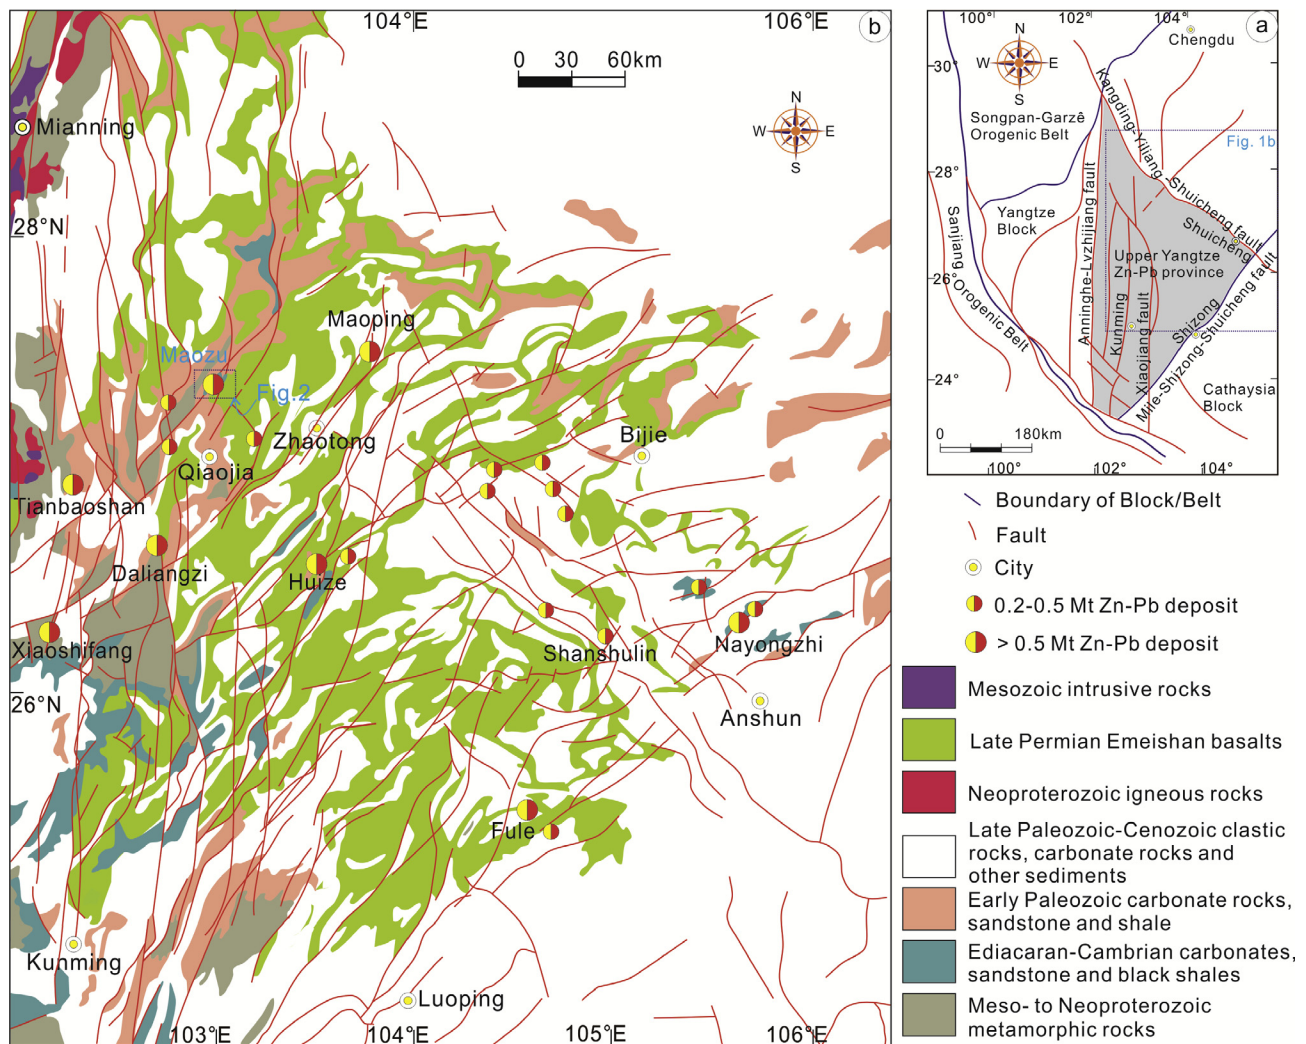 104°E
106°E
b
0 30 60km
N
W E
S
Mianning
28°N
Maoping
Maozu
Fig.2
Zhaotong
Bijie
Qiaojia
Tianbaoshan
Daliangzi
Huize
Xiaoshifang
Shanshulin
Nayongzhi
26°N
Anshun
Fule
Kunming
Luoping
103°E
104°E
105°E
106°E
100°
102°
104°
a
N
W E
S
Chengdu
30°
Songpan-Garzê
Orogenic Belt
Kangding-Yiliang-Shuicheng fault
Fig. 1b
28°
Yangtze
Block
Anninghe-Lvzhijiang fault
Shuicheng
Sanjiang Orogenic Belt
Upper Yangtze
Zn-Pb province
26°
Kunming
Xiaojiang fault
Shizong
Mile-Shizong-Shuicheng fault
24°
Cathaysia
Block
0 180km
100°
102°
104°
Boundary of Block/Belt
Fault
City
0.2-0.5 Mt Zn-Pb deposit
> 0.5 Mt Zn-Pb deposit
Mesozoic intrusive rocks
Late Permian Emeishan basalts
Neoproterozoic igneous rocks
Late Paleozoic-Cenozoic clastic
rocks, carbonate rocks and
other sediments
Early Paleozoic carbonate rocks,
sandstone and shale
Ediacaran-Cambrian carbonates,
sandstone and black shales
Meso- to Neoproterozoic
metamorphic rocks